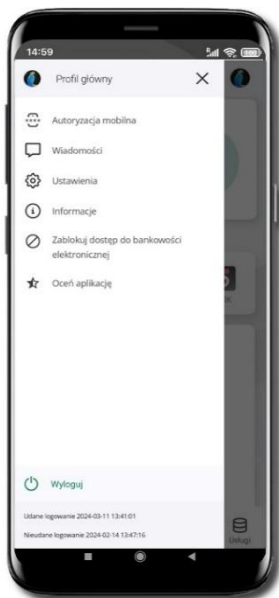 14:59
Profil główny
Autoryzacja mobilna
Wiadomości
Ustawienia
Informacje
Zablokuj dostęp do bankowości
elektronicznej
Oceń aplikację
Wyloguj
Udane logowanie 2024-03-11 13:41:01
Nieudane logowanie 2024-02-14 13:47:16
Usługi